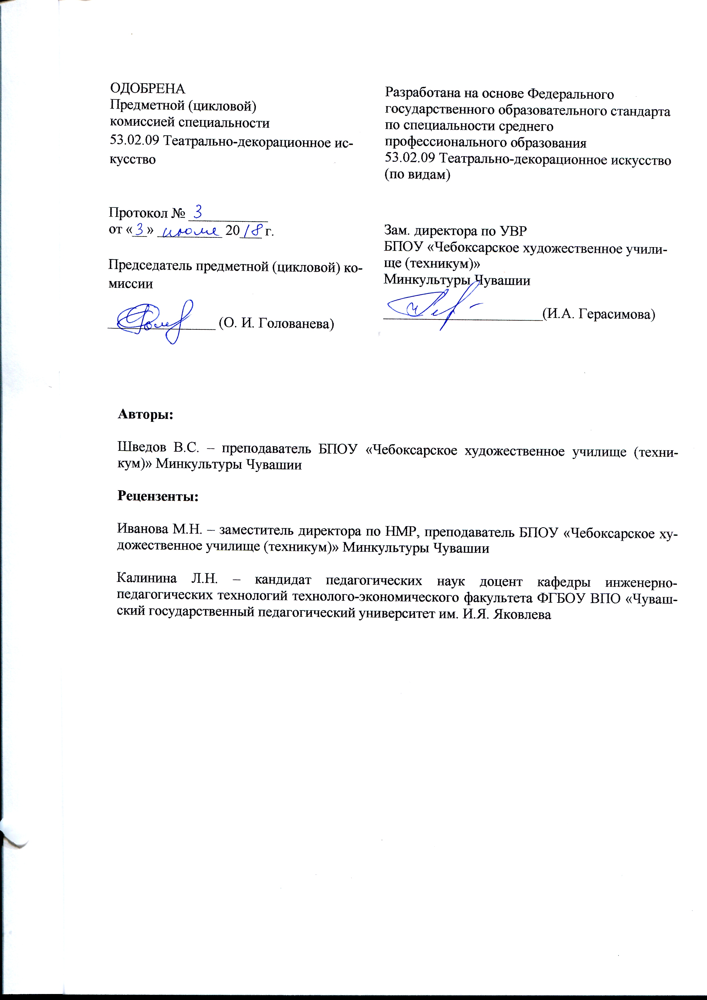 ОДОБРЕНА
Предметной (цикловой)
комиссией специальности
53.02.09 Театрально-декорационное ис-
кусство
Протокол № 3
от «3» 2018 г.
Председатель предметной (цикловой) ко-
миссии
(О. И. Голованева)
Разработана на основе Федерального
государственного образовательного стандарта
по специальности среднего
профессионального образования
53.02.09 Театрально-декорационное искусство
(по видам)
Зам. директора по УВР
БПОУ «Чебоксарское художественное учили-
ще (техникум)»
Минкультуры Чувашии
(И.А. Герасимова)
Авторы:
Шведов В.С. – преподаватель БПОУ «Чебоксарское художественное училище (техни-
кум)» Минкультуры Чувашии
Рецензенты:
Иванова М.Н. – заместитель директора по НМР, преподаватель БПОУ «Чебоксарское ху-
дожественное училище (техникум)» Минкультуры Чувашии
Калинина Л.Н. – кандидат педагогических наук доцент кафедры инженерно-
педагогических технологий технолого-экономического факультета ФГБОУ ВПО «Чуваш-
ский государственный педагогический университет им. И.Я. Яковлева